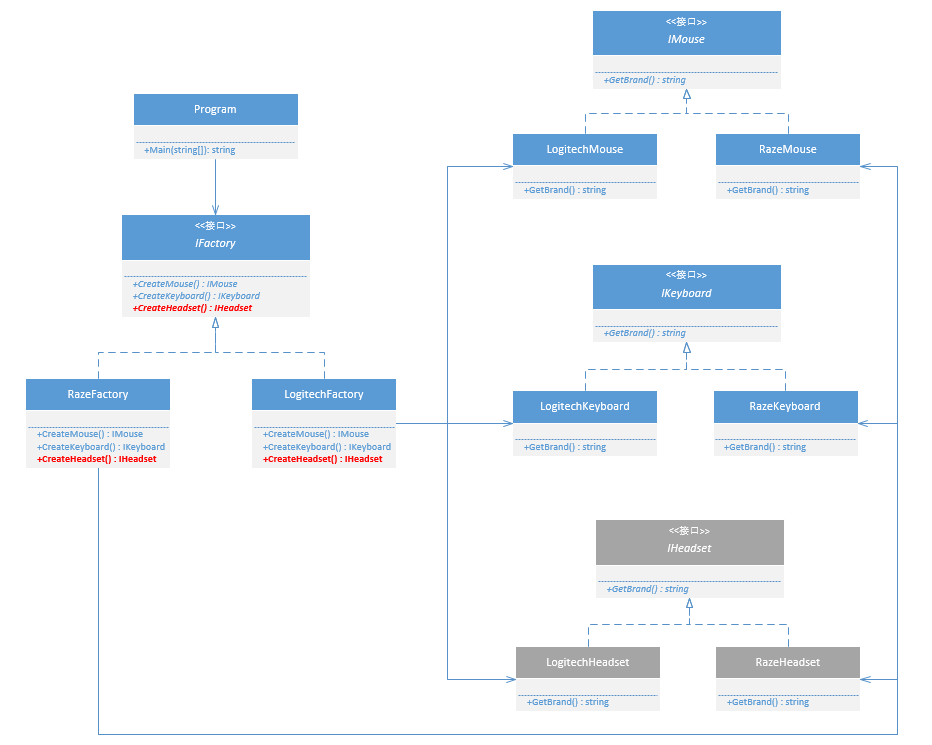 <<接口>>
IMouse
+GetBrand() : string
Program
+Main(string[]): string
LogitechMouse
+GetBrand() : string
RazeMouse
+GetBrand() : string
<<接口>>
IFactory
+CreateMouse() : IMouse
+CreateKeyboard() : IKeyboard
+CreateHeadset() : IHeadset
<<接口>>
IKeyboard
+GetBrand() : string
RazeFactory
+CreateMouse() : IMouse
+CreateKeyboard() : IKeyboard
+CreateHeadset() : IHeadset
LogitechFactory
+CreateMouse() : IMouse
+CreateKeyboard() : IKeyboard
+CreateHeadset() : IHeadset
LogitechKeyboard
+GetBrand() : string
RazeKeyboard
+GetBrand() : string
<<接口>>
IHeadset
+GetBrand() : string
LogitechHeadset
+GetBrand() : string
RazeHeadset
+GetBrand() : string